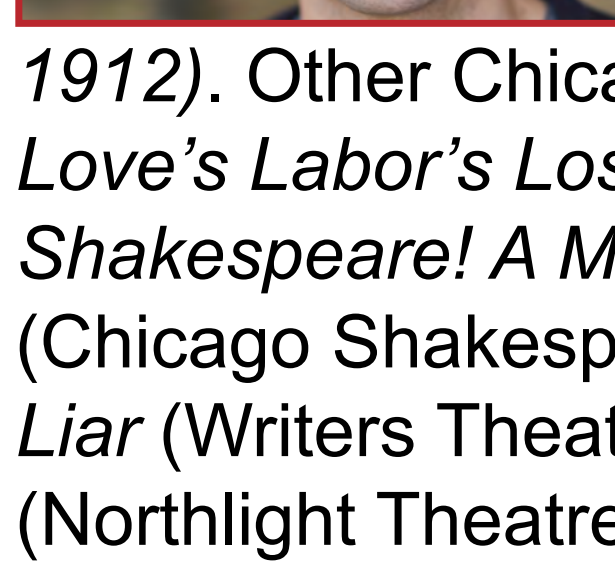 1912). Other Chica
Love’s Labor’s Los
Shakespeare! A M
(Chicago Shakesp
Liar (Writers Theat
(Northlight Theatre